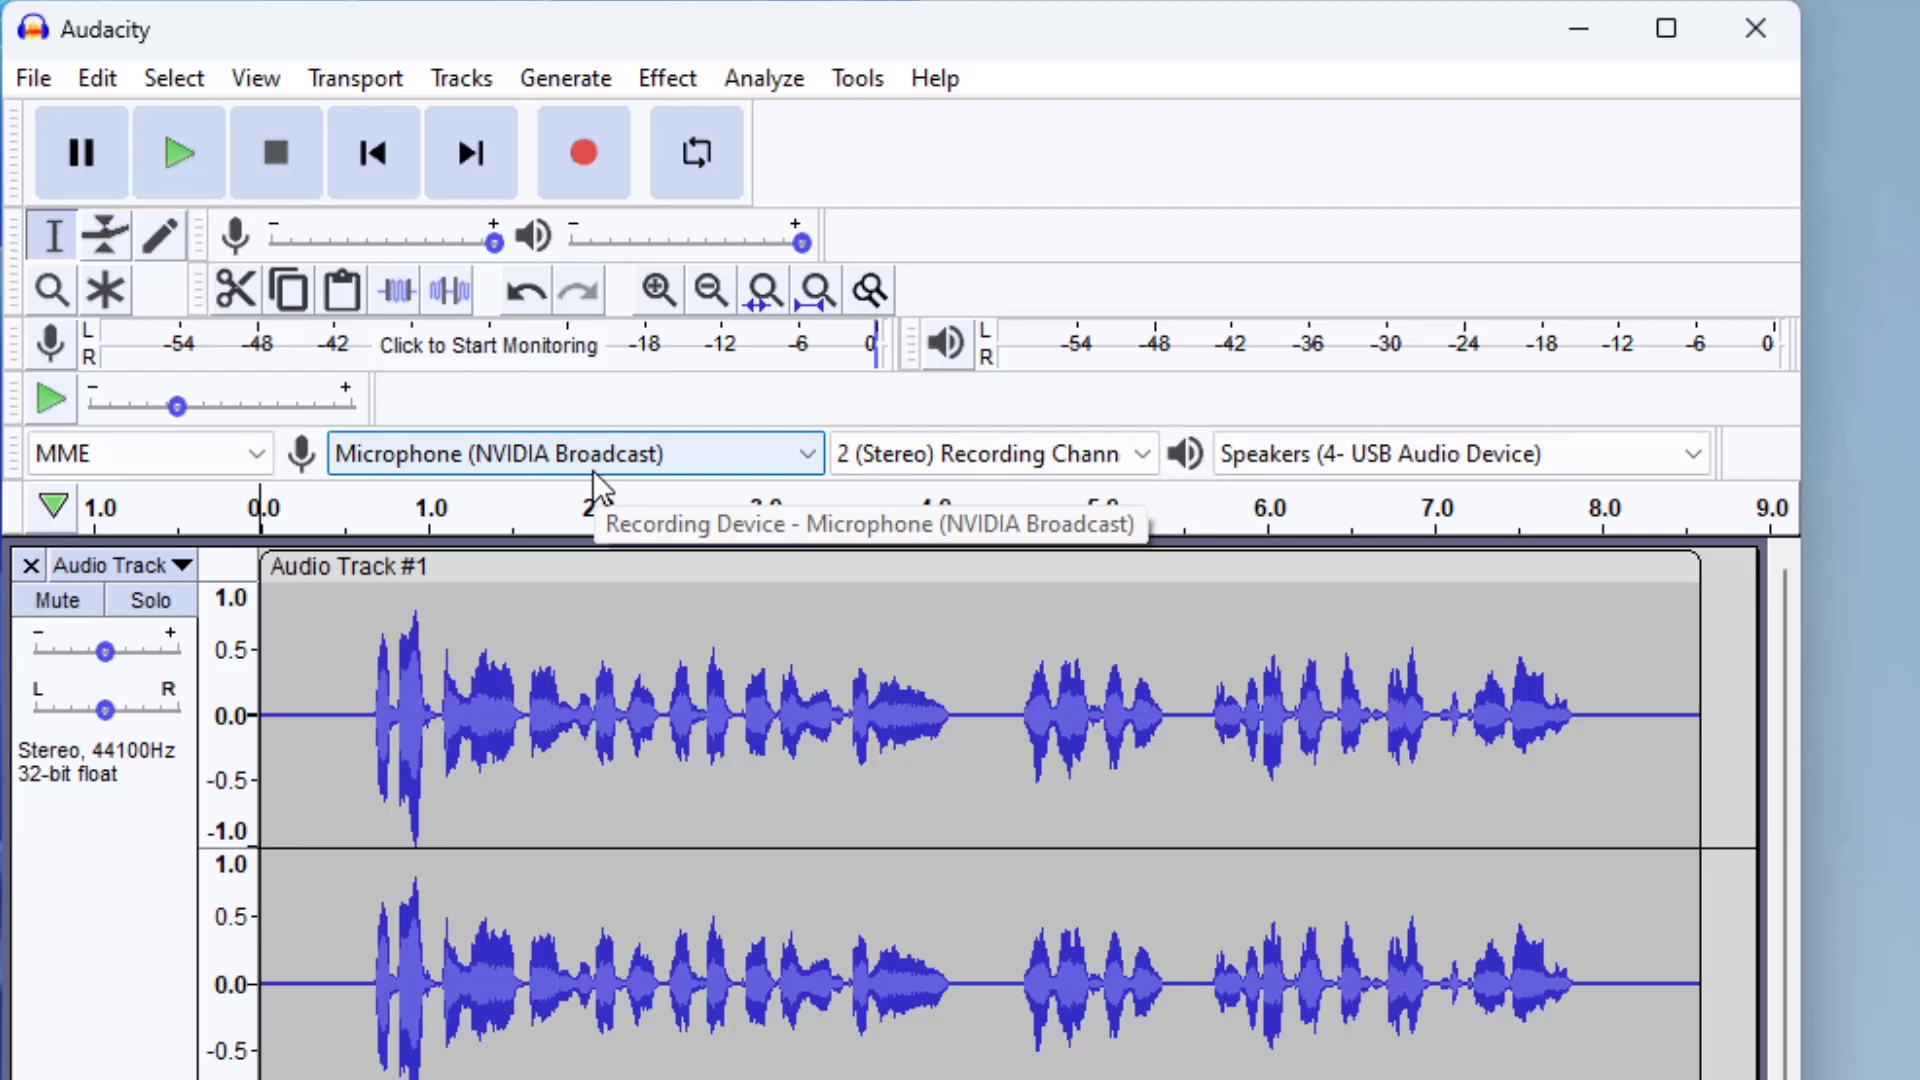 Audacity
File Edit Select View Transport Tracks Generate Effect Analyze Tools Help
- + - +
L R -54 -48 -42 Click to Start Monitoring -18 -12 -6 0 L R -54 -48 -42 -36 -30 -24 -18 -12 -6 0
- +
MME Microphone (NVIDIA Broadcast) 2 (Stereo) Recording Chann Speakers (4- USB Audio Device)
1.0 0.0 1.0 6.0 7.0 8.0 9.0
Recording Device - Microphone (NVIDIA Broadcast)
X Audio Track Audio Track #1
Mute Solo 1.0
- +
0.5-
L R
0.0-
Stereo, 44100Hz
32-bit float
-0.5-
-1.0
1.0
0.5-
0.0-
-0.5-